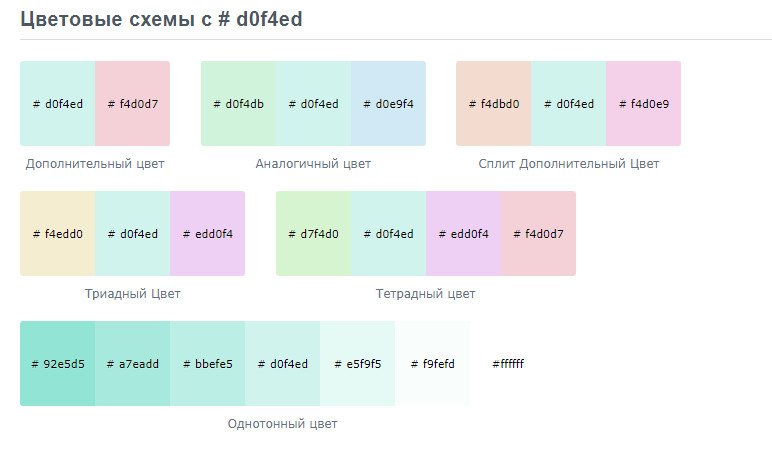 Цветовые схемы с # d0f4ed
# d0f4ed # f4d0d7 # d0f4db # d0f4ed # d0e9f4 # f4dbd0 # d0f4ed # f4d0e9
Дополнительный цвет Аналогичный цвет Сплит Дополнительный Цвет
# f4edd0 # d0f4ed # edd0f4 # d7f4d0 # d0f4ed # edd0f4 # f4d0d7
Триадный Цвет Тетрадный цвет
# 92e5d5 # a7eadd # bbefe5 # d0f4ed # e5f9f5 # f9fefd #ffffff
Однотонный цвет